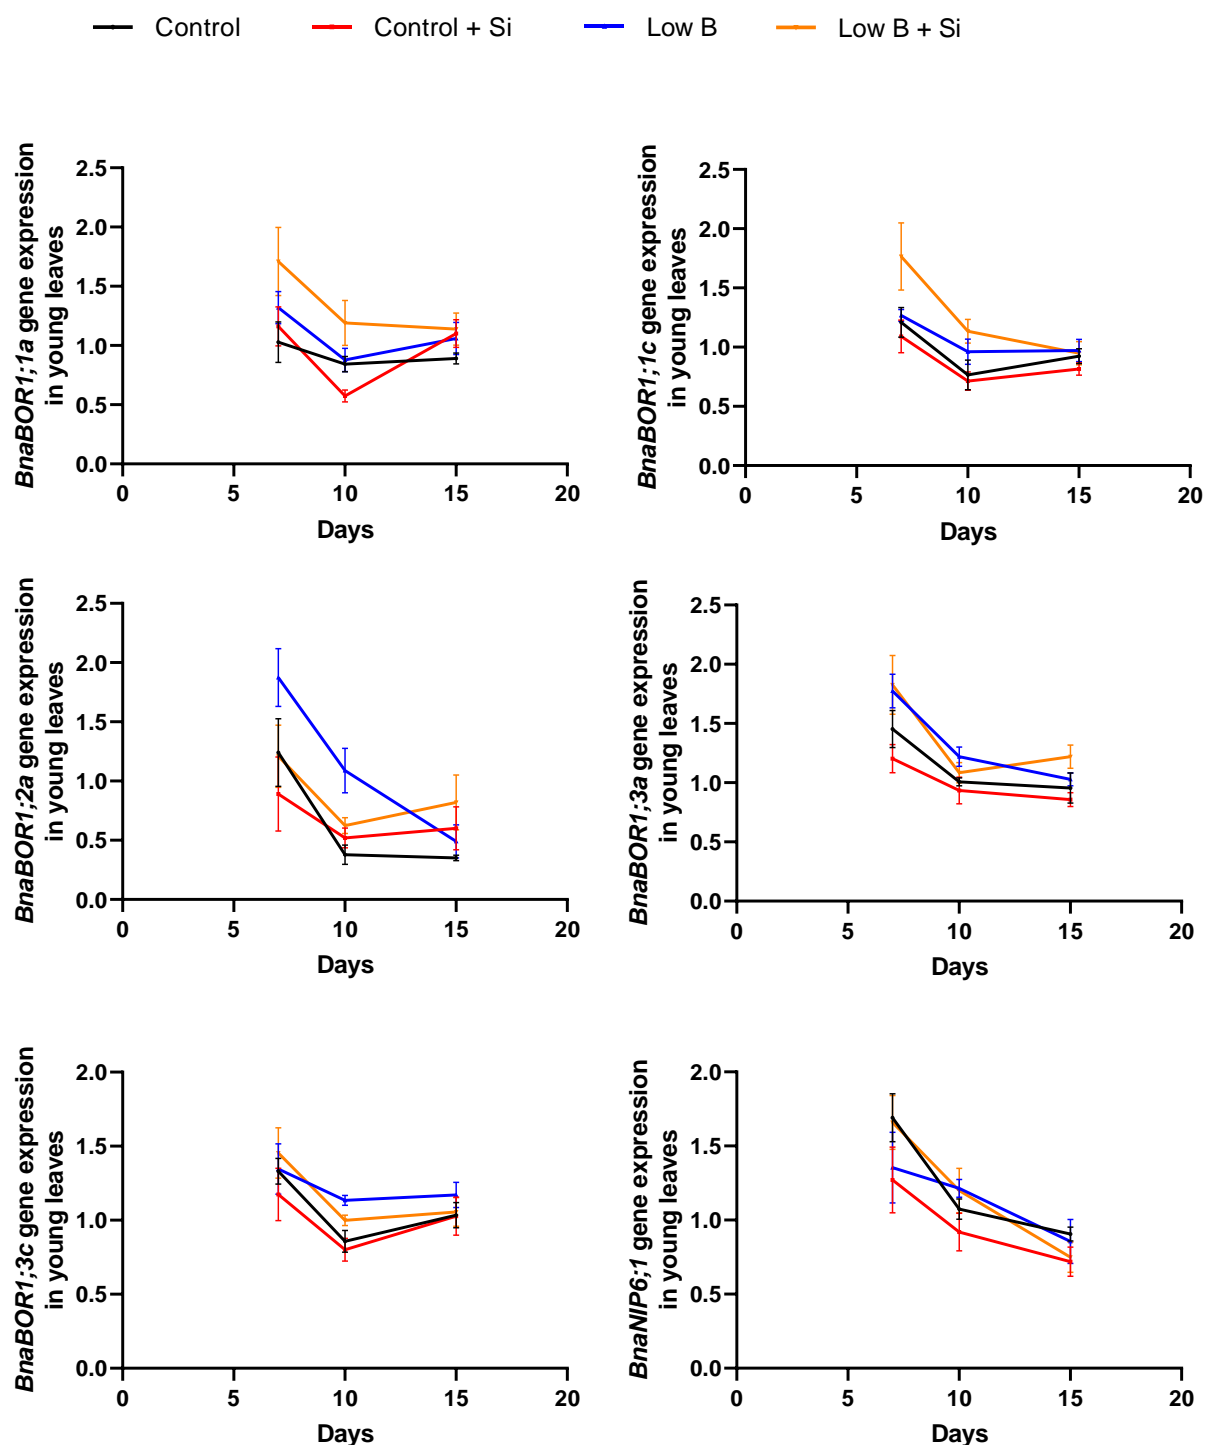 Control
Control + Si
Low B
Low B + Si
BnaBOR1;1a gene expression
in young leaves
2.5
2.0
1.5
1.0
0.5
0.0
0 5 10 15 20
Days
BnaBOR1;1c gene expression
in young leaves
2.5
2.0
1.5
1.0
0.5
0.0
0 5 10 15 20
Days
BnaBOR1;2a gene expression
in young leaves
2.5
2.0
1.5
1.0
0.5
0.0
0 5 10 15 20
Days
BnaBOR1;3a gene expression
in young leaves
2.5
2.0
1.5
1.0
0.5
0.0
0 5 10 15 20
Days
BnaBOR1;3c gene expression
in young leaves
2.0
1.5
1.0
0.5
0.0
0 5 10 15 20
Days
BnaNIP6;1 gene expression
in young leaves
2.0
1.5
1.0
0.5
0.0
0 5 10 15 20
Days